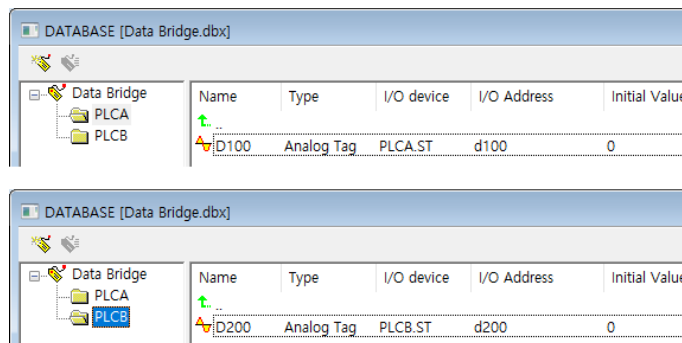 DATABASE [Data Bridge.dbx]
Data Bridge
PLCA
PLCB
Name Type I/O device I/O Address Initial Value
..
D100 Analog Tag PLCA.ST d100 0
DATABASE [Data Bridge.dbx]
Data Bridge
PLCA
PLCB
Name Type I/O device I/O Address Initial Value
..
D200 Analog Tag PLCB.ST d200 0